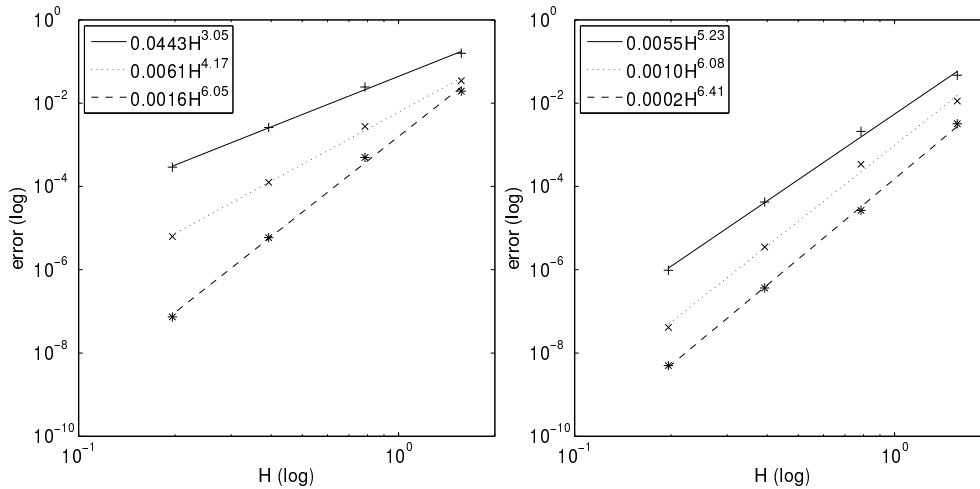 0.0443H^3.05
0.0061H^4.17
0.0016H^6.05
10^0
10^-2
10^-4
10^-6
10^-8
10^-10
10^-1
10^0
error (log)
H (log)
0.0055H^5.23
0.0010H^6.08
0.0002H^6.41
10^0
10^-2
10^-4
10^-6
10^-8
10^-10
10^-1
10^0
error (log)
H (log)